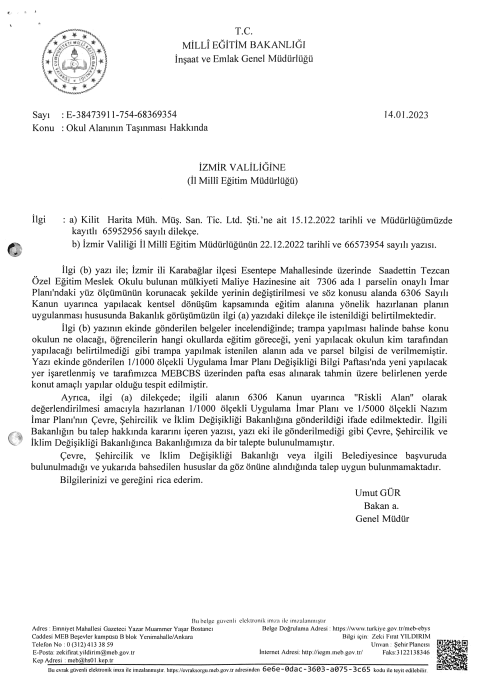 T.C.
MİLLÎ EĞİTİM BAKANLIĞI
İnşaat ve Emlak Genel Müdürlüğü
Sayı : E-38473911-754-68369354 14.01.2023
Konu : Okul Alanının Taşınması Hakkında
İZMİR VALİLİĞİNE
(İl Millî Eğitim Müdürlüğü)
İlgi : a) Kilit Harita Müh. Müş. San. Tic. Ltd. Şti.'ne ait 15.12.2022 tarihli ve Müdürlüğümüzde
kayıtlı 65952956 sayılı dilekçe.
b) İzmir Valiliği İl Millî Eğitim Müdürlüğünün 22.12.2022 tarihli ve 66573954 sayılı yazısı.
İlgi (b) yazı ile; İzmir ili Karabağlar ilçesi Esentepe Mahallesinde üzerinde Saadettin Tezcan
Özel Eğitim Meslek Okulu bulunan mülkiyeti Maliye Hazinesine ait 7306 ada 1 parselin onaylı İmar
Planı'ndaki yüz ölçümünün korunacak şekilde yerinin değiştirilmesi ve söz konusu alanda 6306 Sayılı
Kanun uyarınca yapılacak kentsel dönüşüm kapsamında eğitim alanına yönelik hazırlanan planın
uygulanması hususunda Bakanlık görüşümüzün ilgi (a) yazıdaki dilekçe ile istenildiği belirtilmektedir.
İlgi (b) yazının ekinde gönderilen belgeler incelendiğinde; trampa yapılması halinde bahse konu
okulun ne olacağı, öğrencilerin hangi okullarda eğitim göreceği, yeni yapılacak okulun kim tarafından
yapılacağı belirtilmediği gibi trampa yapılmak istenilen alanın ada ve parsel bilgisi de verilmemiştir.
Yazı ekinde gönderilen 1/1000 ölçekli Uygulama İmar Planı Değişikliği Bilgi Paftası'nda yeni yapılacak
yer işaretlenmiş ve tarafımızca MEBCBS üzerinden pafta esas alınarak tahmin üzere belirlenen yerde
konut amaçlı yapılar olduğu tespit edilmiştir.
Ayrıca, ilgi (a) dilekçede; ilgili alanın 6306 Kanun uyarınca "Riskli Alan" olarak
değerlendirilmesi amacıyla hazırlanan 1/1000 ölçekli Uygulama İmar Planı ve 1/5000 ölçekli Nazım
İmar Planı'nın Çevre, Şehircilik ve İklim Değişikliği Bakanlığına gönderildiği ifade edilmektedir. İlgili
Bakanlığın bu talep hakkında kararını içeren yazısı, yazı eki ile gönderilmediği gibi Çevre, Şehircilik ve
İklim Değişikliği Bakanlığınca Bakanlığımıza da bir talepte bulunulmamıştır.
Çevre, Şehircilik ve İklim Değişikliği Bakanlığı veya ilgili Belediyesince başvuruda
bulunulmadığı ve yukarıda bahsedilen hususlar da göz önüne alındığında talep uygun bulunmamaktadır.
Bilgilerinizi ve gereğini rica ederim.
Umut GÜR
Bakan a.
Genel Müdür
Bu belge güvenli elektronik imza ile imzalanmıştır.
Adres : Emniyet Mahallesi Gazeteci Yazar Muammer Yaşar Bostancı Belge Doğrulama Adresi : https://www.turkiye.gov.tr/meb-ebys
Caddesi MEB Beşevler kampüsü B blok Yenimahalle/Ankara Bilgi için: Zeki Fırat YILDIRIM
Telefon No : 0 (312) 413 38 59 Unvan : Şehir Plancısı
E-Posta: zekifirat.yildirim@meb.gov.tr Internet Adresi: http://iegm.meb.gov.tr/ Faks:3122138346
Kep Adresi : meb@hs01.kep.tr
Bu evrak güvenli elektronik imza ile imzalanmıştır. https://evraksorgu.meb.gov.tr adresinden 6e6e-0dac-3603-a075-3c65 kodu ile teyit edilebilir.